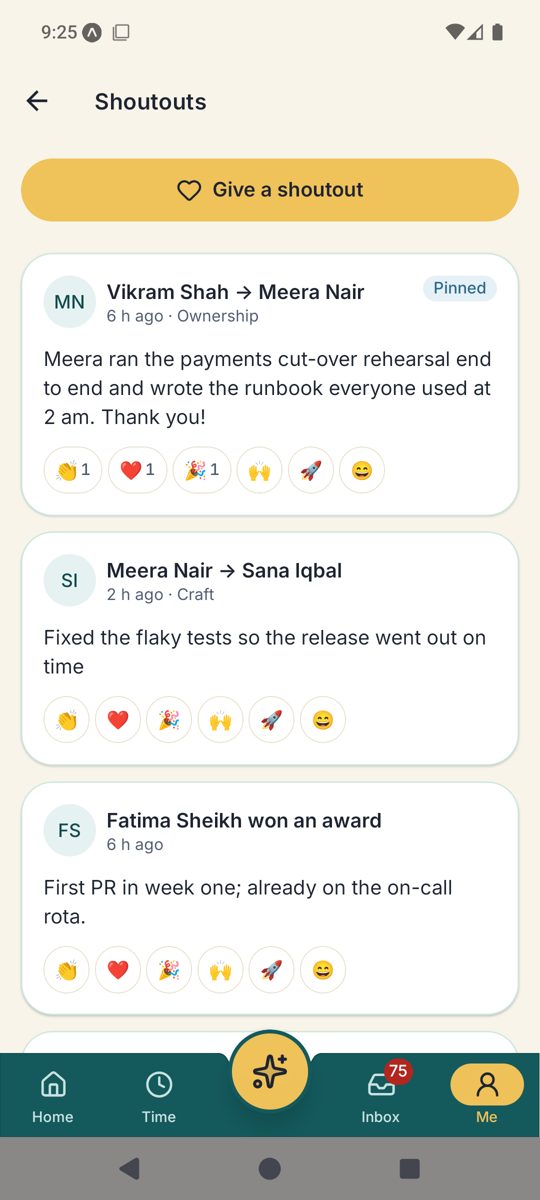 9:25
Shoutouts
Give a shoutout
MN
Vikram Shah → Meera Nair
Pinned
6 h ago · Ownership
Meera ran the payments cut-over rehearsal end
to end and wrote the runbook everyone used at
2 am. Thank you!
👏 1 ❤️ 1 🎉 1 🙌 🚀 😄
SI
Meera Nair → Sana Iqbal
2 h ago · Craft
Fixed the flaky tests so the release went out on
time
👏 ❤️ 🎉 🙌 🚀 😄
FS
Fatima Sheikh won an award
6 h ago
First PR in week one; already on the on-call
rota.
👏 ❤️ 🎉 🙌 🚀 😄
75
Home Time Inbox Me